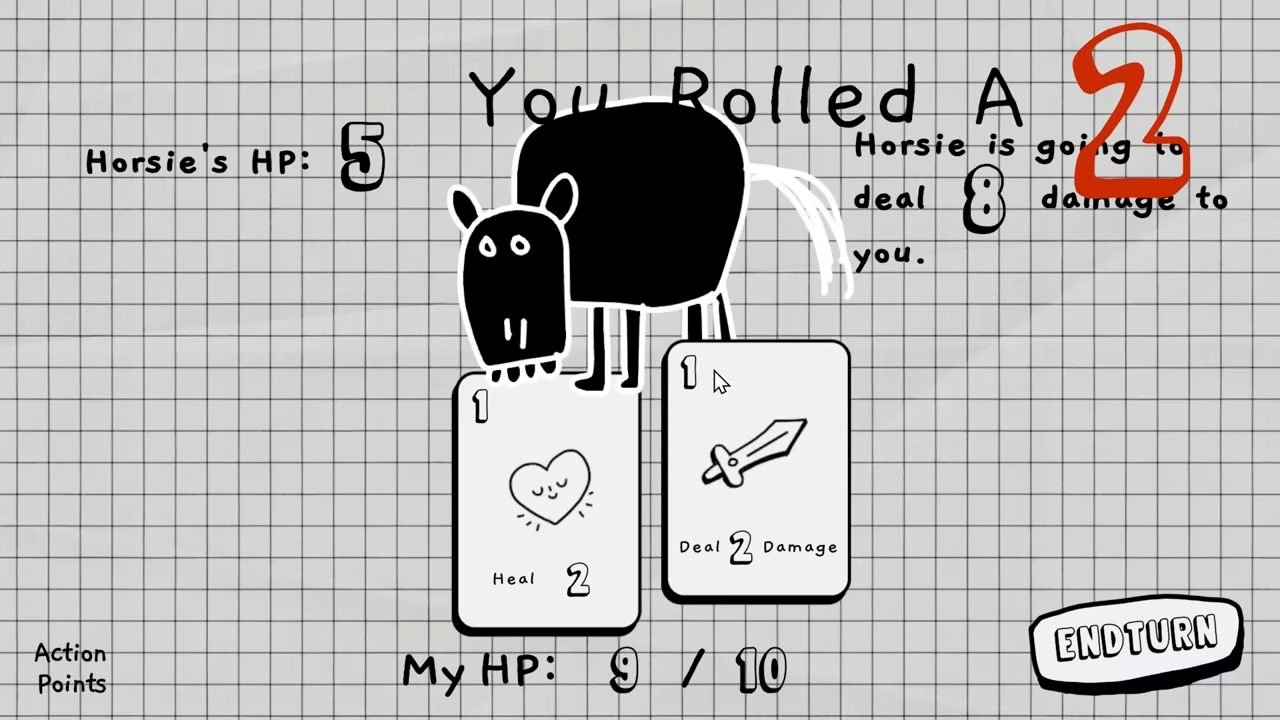 You Rolled A 2
Horsie's HP: 5
Horsie is going to
deal 8 damage to
you.
1
Heal 2
1
Deal 2 Damage
ENDTURN
Action
Points
My HP: 9 / 10